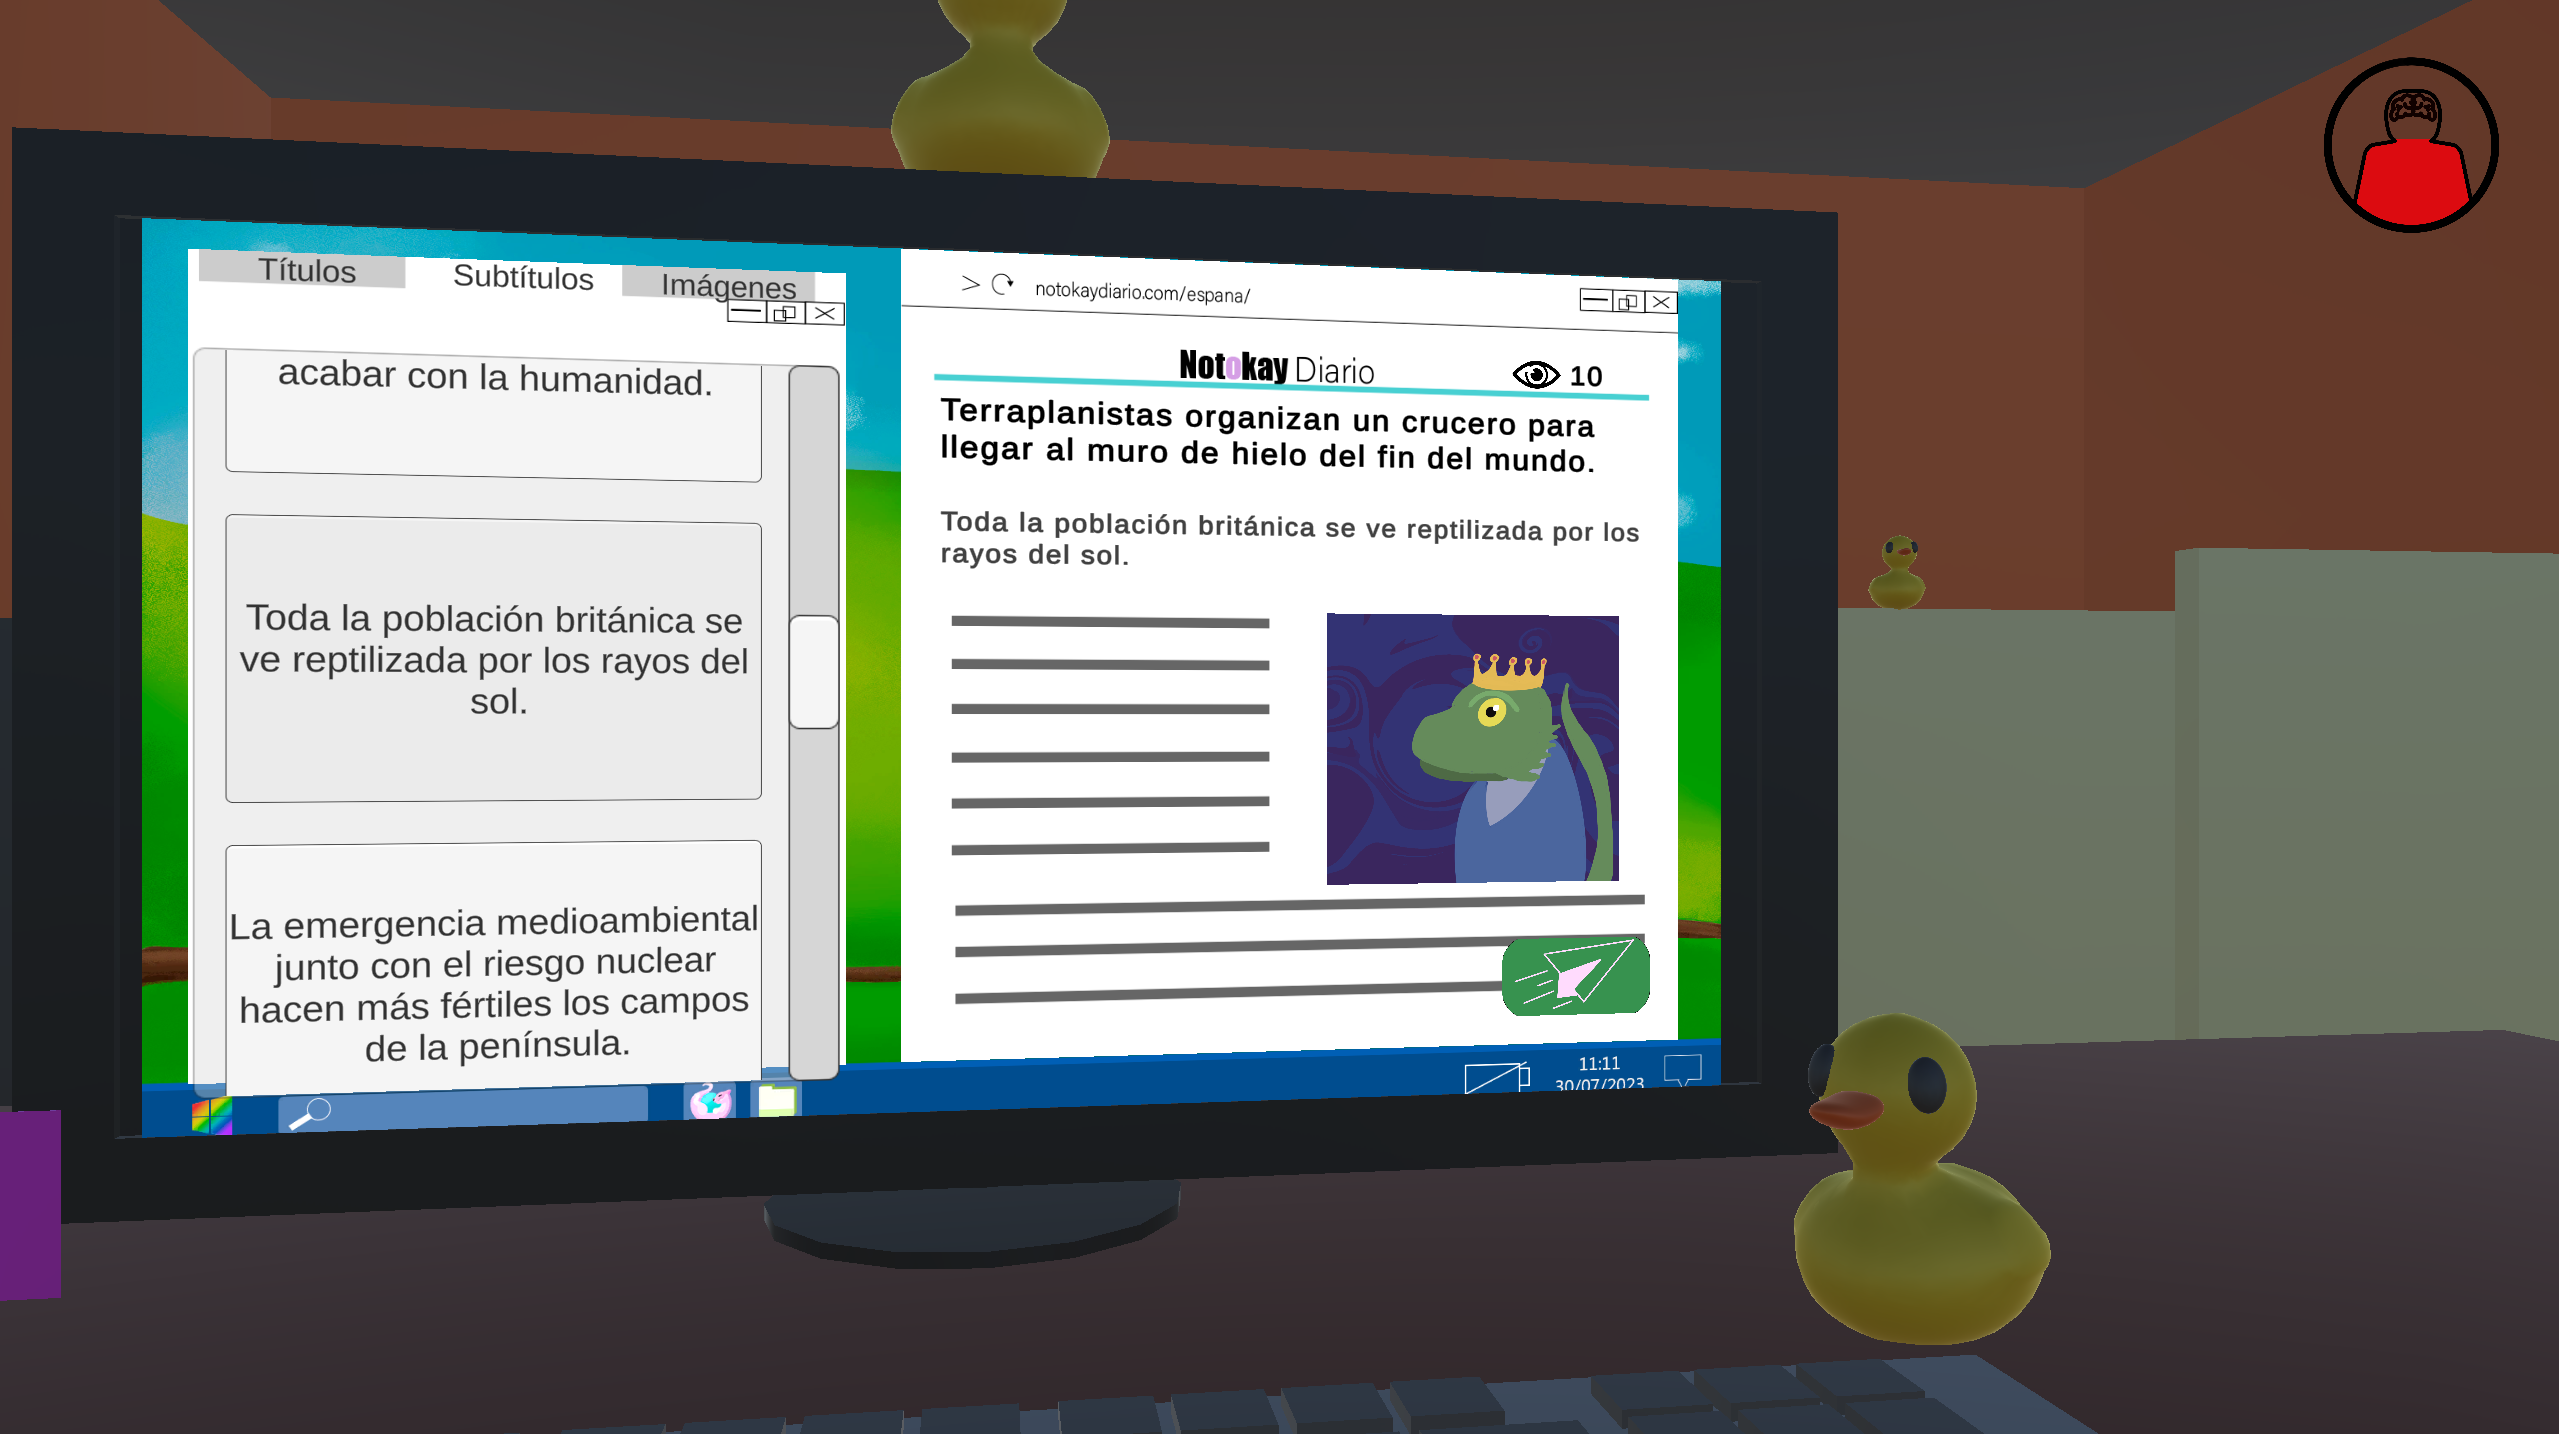 Títulos
Subtítulos
Imágenes
acabar con la humanidad.
Toda la población británica se
ve reptilizada por los rayos del
sol.
La emergencia medioambiental
junto con el riesgo nuclear
hacen más fértiles los campos
de la península.
notokaydiario.com/espana/
Notokay Diario
10
Terraplanistas organizan un crucero para
llegar al muro de hielo del fin del mundo.
Toda la población británica se ve reptilizada por los
rayos del sol.
11:11
30/07/2023